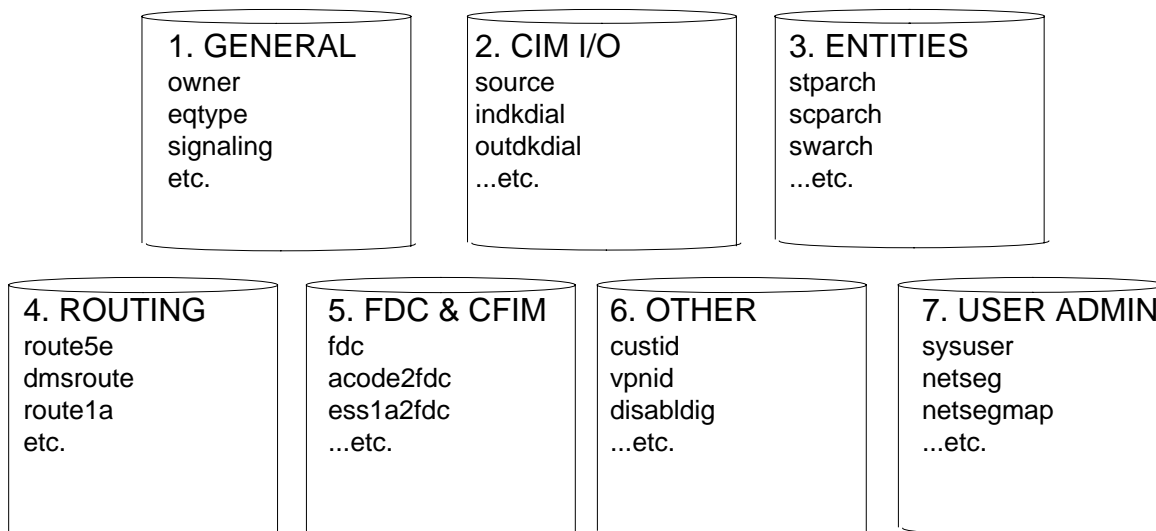 1. GENERAL
owner
eqtype
signaling
etc.
2. CIM I/O
source
indkdial
outdkdial
...etc.
3. ENTITIES
stparch
scparch
swarch
...etc.
4. ROUTING
route5e
dmsroute
route1a
etc.
5. FDC & CFIM
fdc
acode2fdc
ess1a2fdc
...etc.
6. OTHER
custid
vpnid
disabldig
...etc.
7. USER ADMIN
sysuser
netseg
netsegmap
...etc.